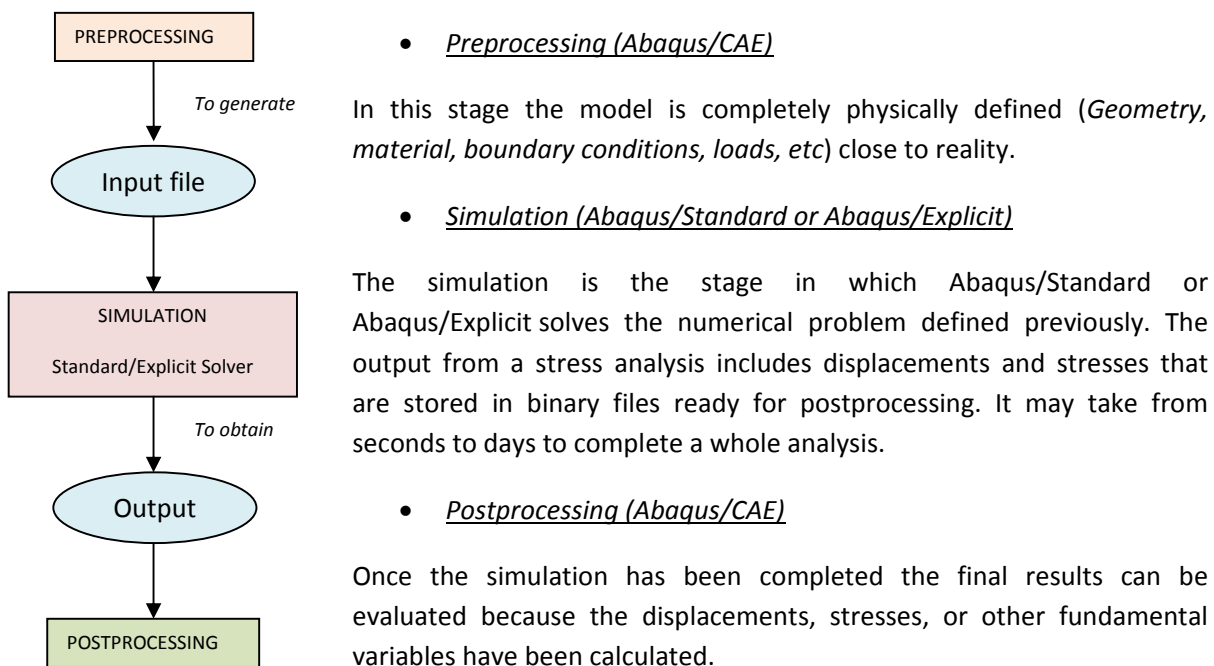 PREPROCESSING
To generate
Input file
SIMULATION
Standard/Explicit Solver
To obtain
Output
POSTPROCESSING
• Preprocessing (Abaqus/CAE)
In this stage the model is completely physically defined (Geometry,
material, boundary conditions, loads, etc) close to reality.
• Simulation (Abaqus/Standard or Abaqus/Explicit)
The simulation is the stage in which Abaqus/Standard or
Abaqus/Explicit solves the numerical problem defined previously. The
output from a stress analysis includes displacements and stresses that
are stored in binary files ready for postprocessing. It may take from
seconds to days to complete a whole analysis.
• Postprocessing (Abaqus/CAE)
Once the simulation has been completed the final results can be
evaluated because the displacements, stresses, or other fundamental
variables have been calculated.